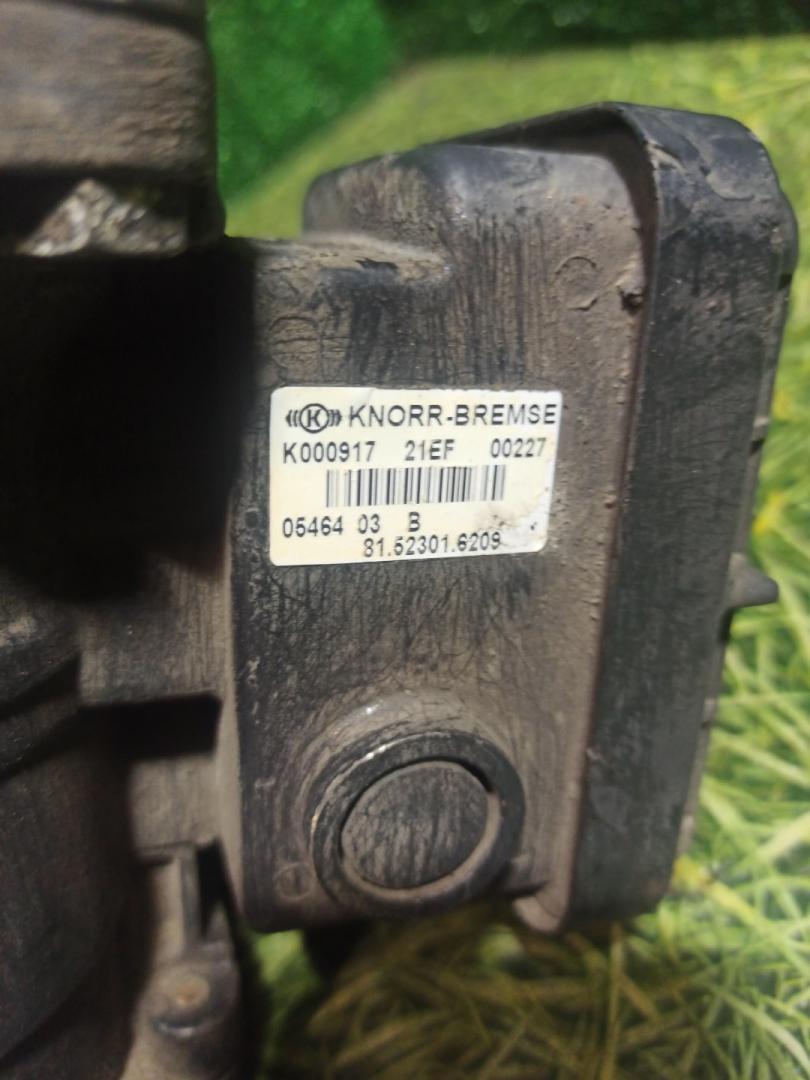 KNORR-BREMSE
K000917 21EF 00227
05464 03 B
81.52301.6209